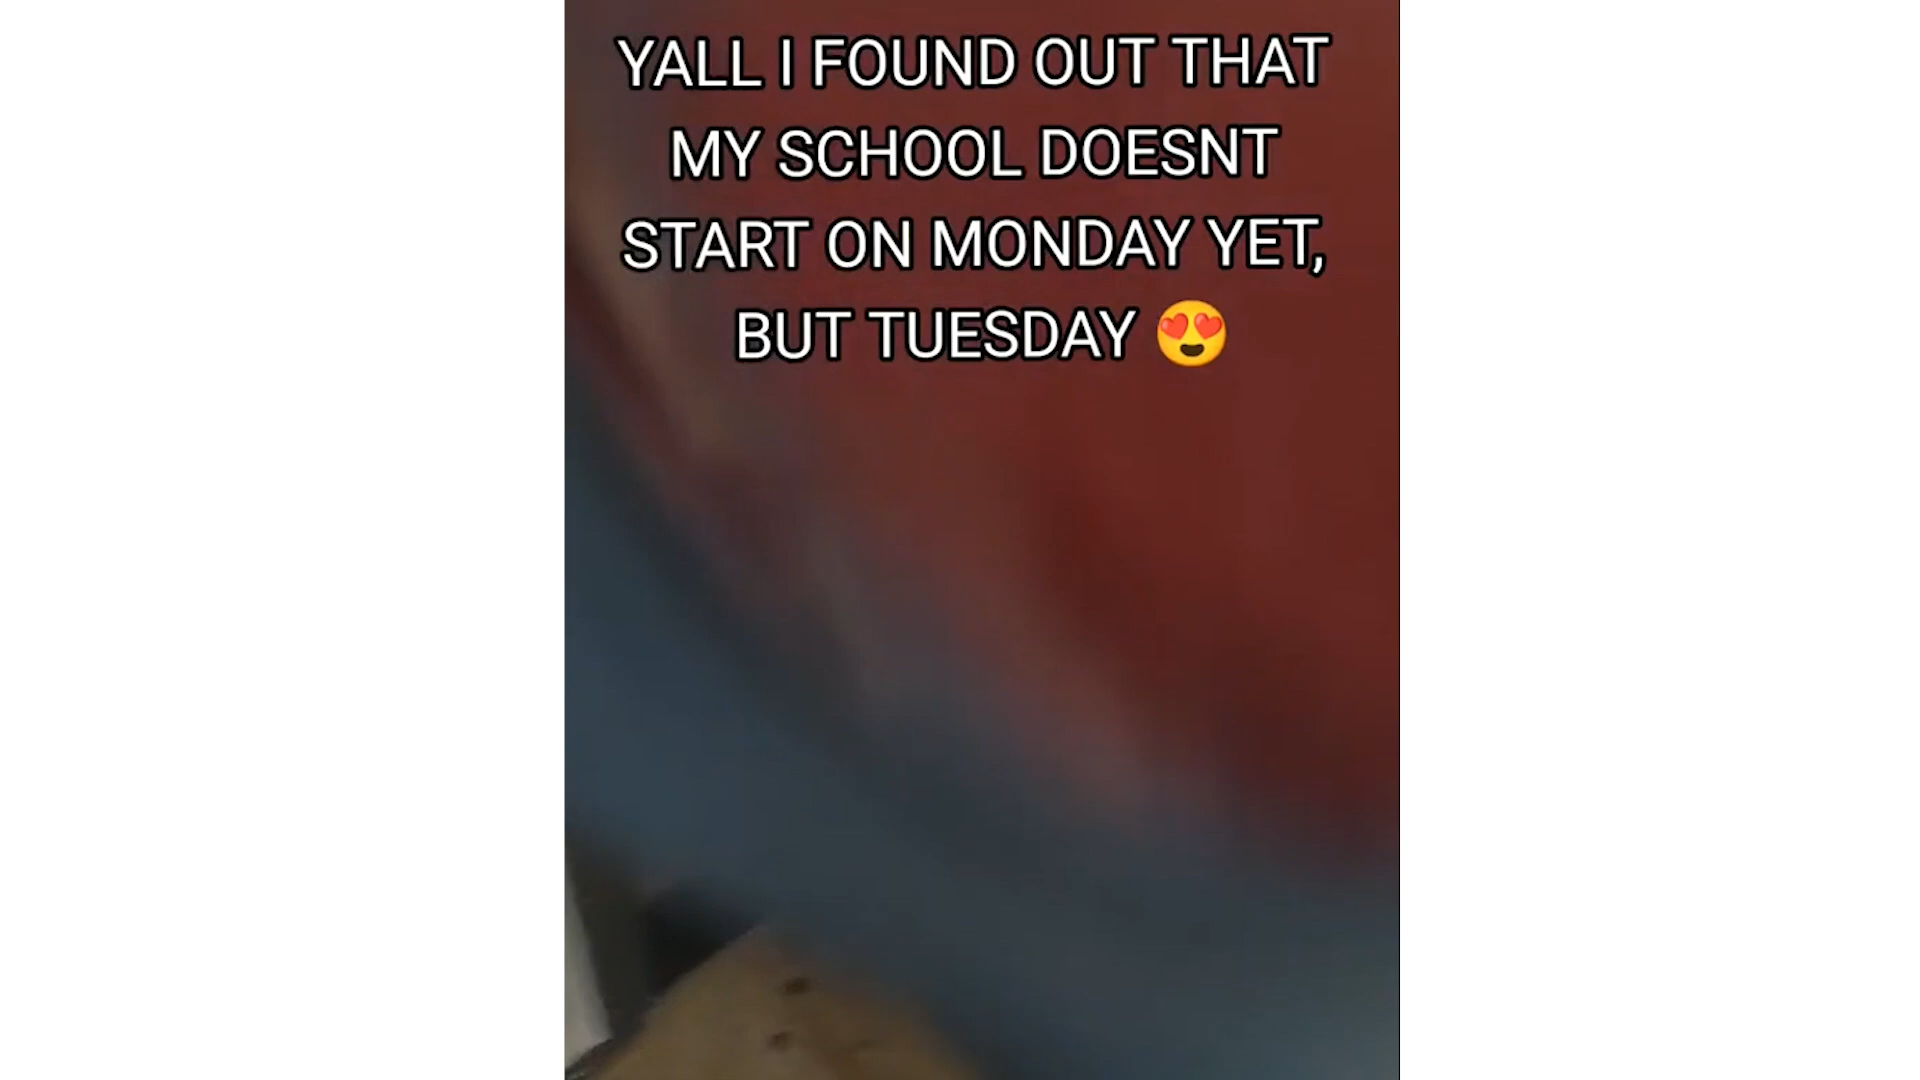 YALL I FOUND OUT THAT
MY SCHOOL DOESNT
START ON MONDAY YET,
BUT TUESDAY 😍